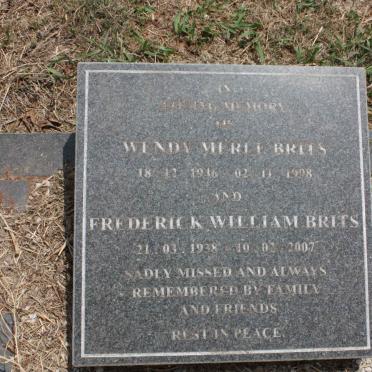 IN
LOVING MEMORY
OF
WENDY MERLE BRITS
18 . 12 . 1936 - 02 . 11 . 1998
AND
FREDERICK WILLIAM BRITS
21 . 03 . 1938 - 10 . 02 . 2007
SADLY MISSED AND ALWAYS
REMEMBERED BY FAMILY
AND FRIENDS
REST IN PEACE